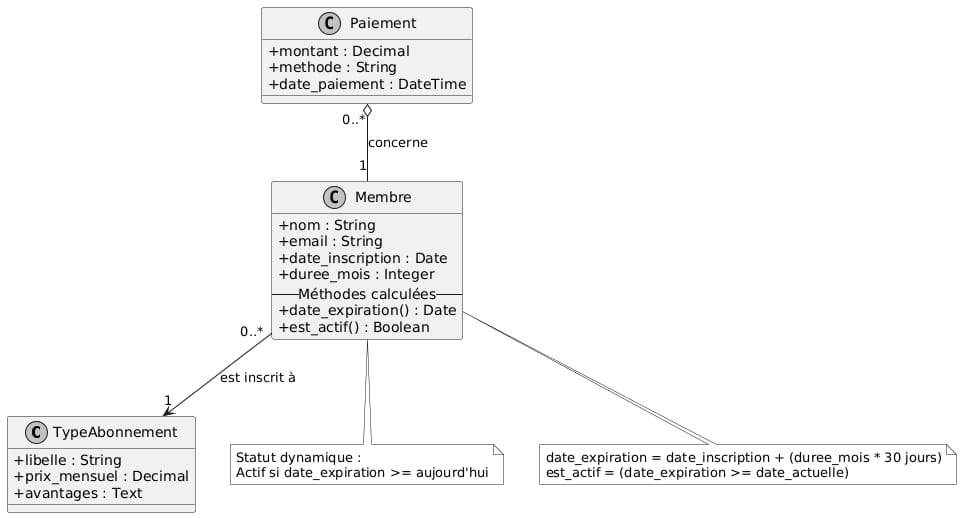 C Paiement
+montant : Decimal
+methode : String
+date_paiement : DateTime
0..*
concerne
1
C Membre
+nom : String
+email : String
+date_inscription : Date
+duree_mois : Integer
Méthodes calculées
+date_expiration() : Date
+est_actif() : Boolean
0..*
est inscrit à
1
C TypeAbonnement
+libelle : String
+prix_mensuel : Decimal
+avantages : Text
Statut dynamique :
Actif si date_expiration >= aujourd'hui
date_expiration = date_inscription + (duree_mois * 30 jours)
est_actif = (date_expiration >= date_actuelle)